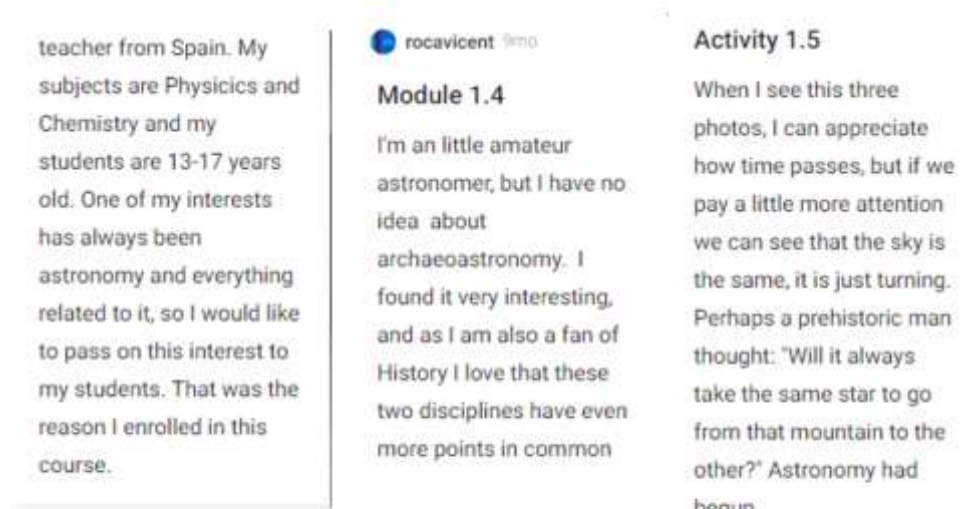 teacher from Spain. My
subjects are Physicics and
Chemistry and my
students are 13-17 years
old. One of my interests
has always been
astronomy and everything
related to it, so I would like
to pass on this interest to
my students. That was the
reason I enrolled in this
course.
rocavicent 9mo
Module 1.4
I'm an little amateur
astronomer, but I have no
idea about
archaeoastronomy. I
found it very interesting,
and as I am also a fan of
History I love that these
two disciplines have even
more points in common
Activity 1.5
When I see this three
photos, I can appreciate
how time passes, but if we
pay a little more attention
we can see that the sky is
the same, it is just turning.
Perhaps a prehistoric man
thought: "Will it always
take the same star to go
from that mountain to the
other?" Astronomy had
begun